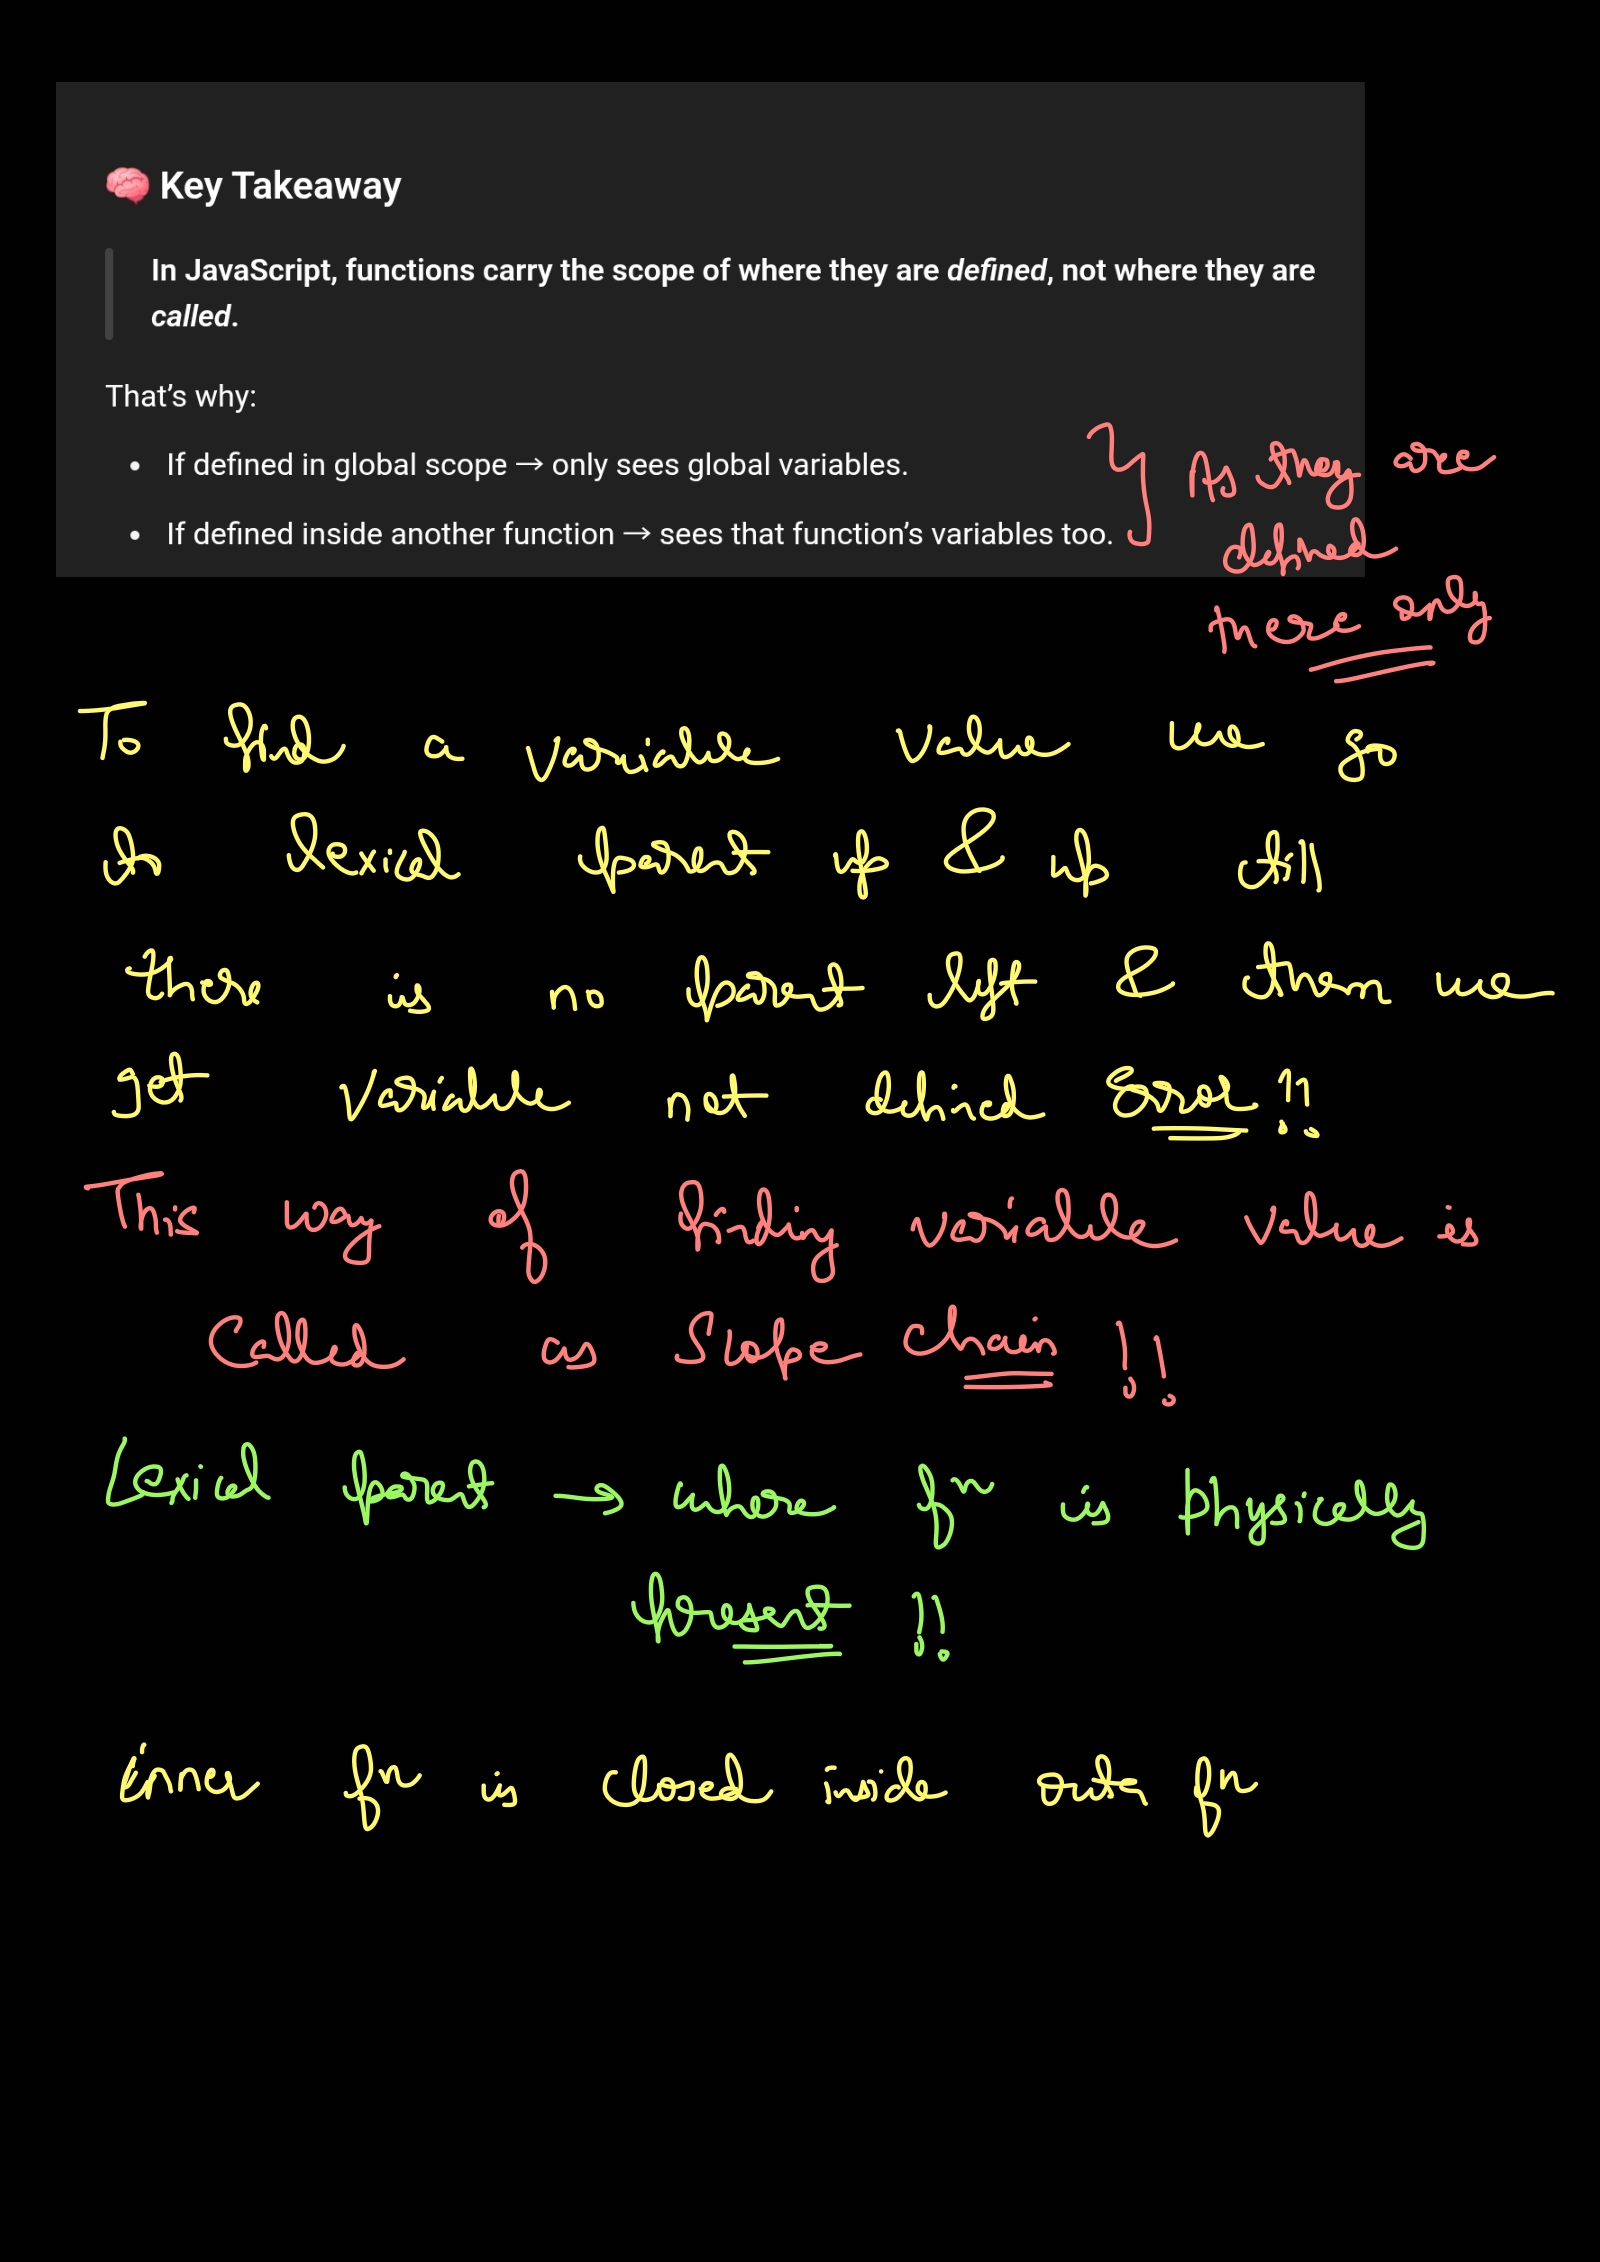 🧠 Key Takeaway
In JavaScript, functions carry the scope of where they are defined, not where they are
called.
That's why:
• If defined in global scope → only sees global variables.
• If defined inside another function → sees that function's variables too.
As they are
defined
there only
To find a variable value we go
to lexical parent up & up till
there is no parent left & then we
get variable not defined Error!!
This way of finding variable value is
Called as Scope chain !!
Lexical parent → where fn is physically
present !!
inner fn is closed inside outer fn